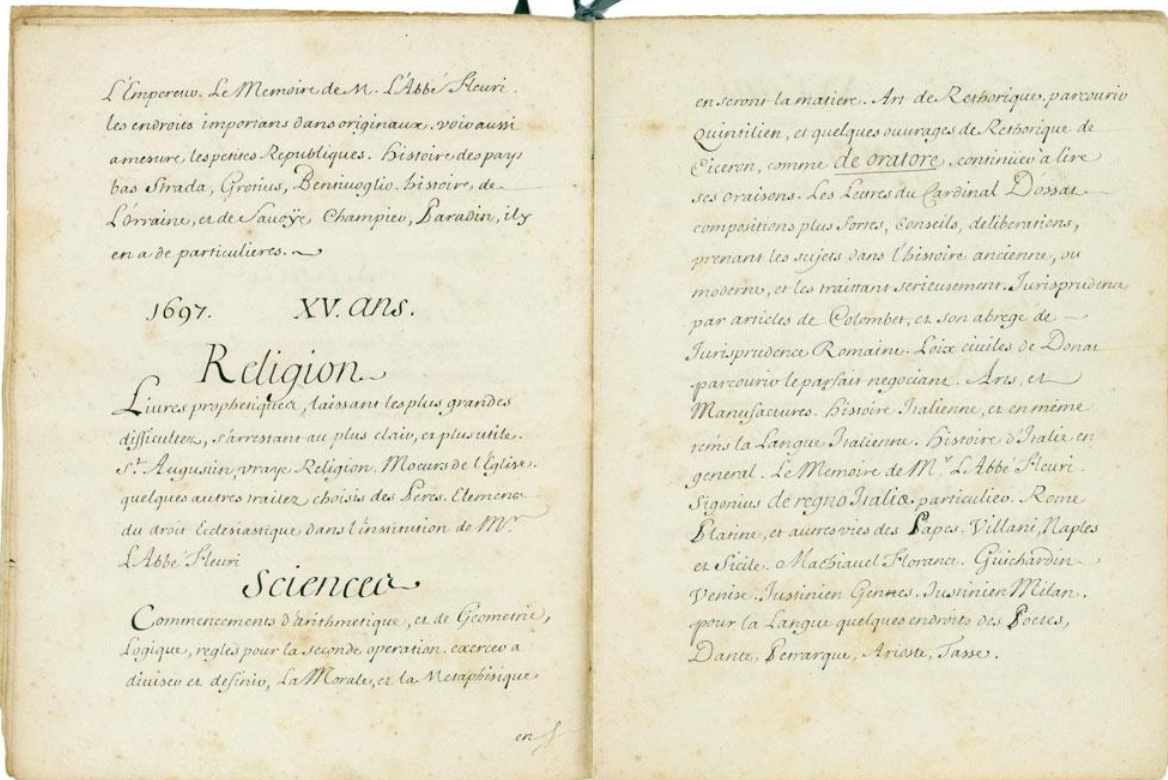 L'Empereur. Le Memoire de M. L'Abbé Fleuri.
les endroits importans dans originaux. voir aussi
a mesure les petites Republiques. histoire des pays
bas Strada, Grotius, Bentivoglio. histoire, de
Lorraine, et de Savoÿe Champier, Paradin, il y
en a de particulieres.
1697. XV. ans.
Religion
Livres prophetiques, laissant les plus grandes
difficultez, s'arrestant au plus clair, et plus utile.
St. Augustin, vraye Religion. Moeurs de l'Eglise.
quelques autres traitez choisis des Peres. Elemens
du droit Ecclesiastique dans l'institution de Mr.
L'Abbé Fleuri
Sciences
Commencements d'arithmetique, et de Geometrie,
Logique, regles pour la seconde operation. exercer a
diviser et definir, La Morale, et la Metaphisique
en
en seront la matiere. Art de Rethorique, parcourir
Quintilien, et quelques ouvrages de Rethorique de
Ciceron, comme de oratore. continüer a lire
ses oraisons. Les Lettres du Cardinal D'ossat
compositions plus fortes, Conseils, deliberations,
prenant les sujets dans l'histoire ancienne, ou
moderne, et les traittant serieusement. Jurisprudence
par articles de Colombet, et son abregé de
Jurisprudence Romaine. Loix civiles de Domat
parcourir le parfait negociant. Arts, et
Manufactures. histoire Italienne, et en même
tems la Langue Italienne. histoire d'Italie en
general. Le Memoire de Mr. L'Abbé Fleuri.
Sigonius de regno Italiæ particulier. Rome
Platine, et autres vies des Papes. Villani, Naples
et Sicile. Machiavel Florance. Guichardin
Venise. Justinien Gennes. Justinien Milan.
pour la Langue quelques endroits des Poetes,
Dante, Petrarque, Arioste, Tasse.